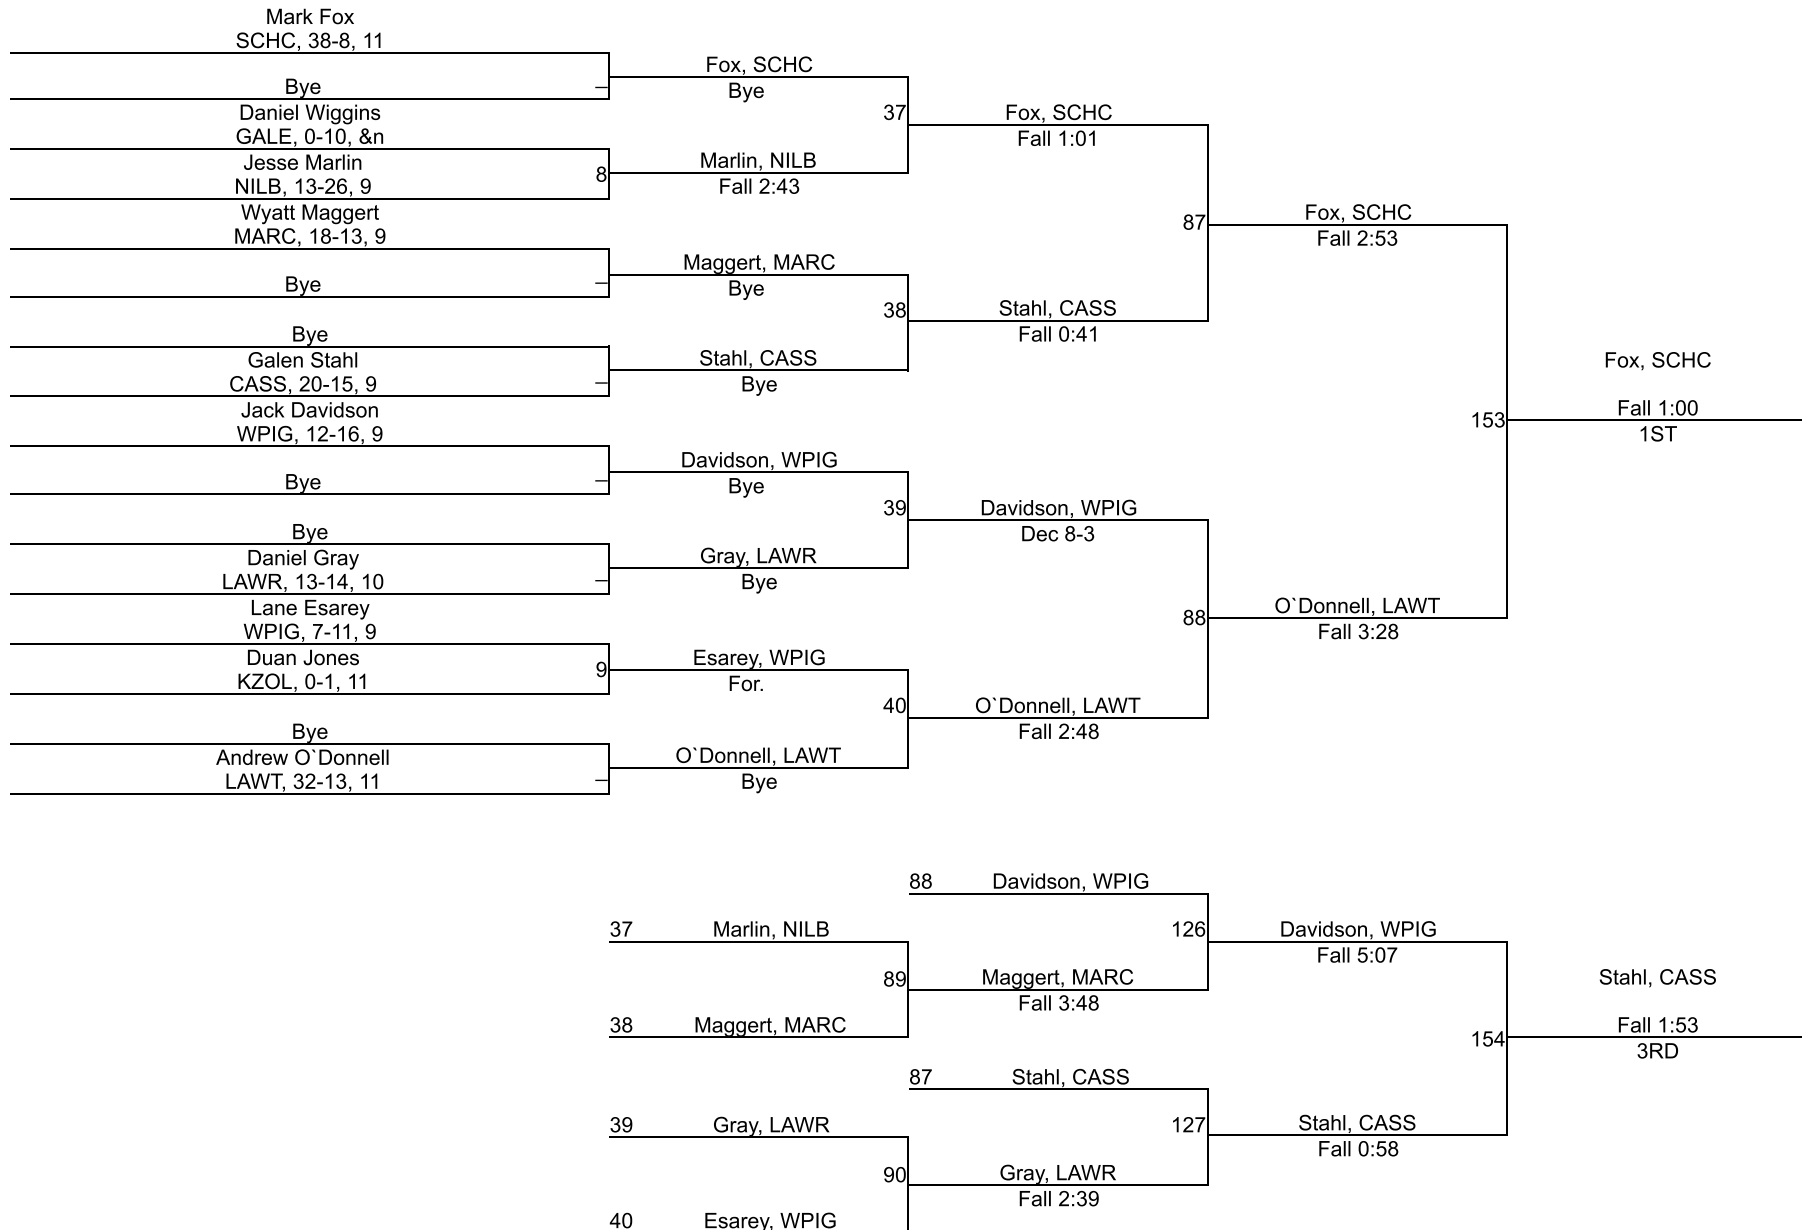 Mark Fox
SCHC, 38-8, 11
Bye
Daniel Wiggins
GALE, 0-10, &n
Jesse Marlin
NILB, 13-26, 9
Wyatt Maggert
MARC, 18-13, 9
Bye
Bye
Galen Stahl
CASS, 20-15, 9
Jack Davidson
WPIG, 12-16, 9
Bye
Bye
Daniel Gray
LAWR, 13-14, 10
Lane Esarey
WPIG, 7-11, 9
Duan Jones
KZOL, 0-1, 11
Bye
Andrew O`Donnell
LAWT, 32-13, 11
–
8
–
–
–
–
9
–
Fox, SCHC
Bye
Marlin, NILB
Fall 2:43
Maggert, MARC
Bye
Stahl, CASS
Bye
Davidson, WPIG
Bye
Gray, LAWR
Bye
Esarey, WPIG
For.
O`Donnell, LAWT
Bye
37
38
39
40
Fox, SCHC
Fall 1:01
Stahl, CASS
Fall 0:41
Davidson, WPIG
Dec 8-3
O`Donnell, LAWT
Fall 2:48
87
88
Fox, SCHC
Fall 2:53
O`Donnell, LAWT
Fall 3:28
153
Fox, SCHC
Fall 1:00
1ST
37 Marlin, NILB
38 Maggert, MARC
39 Gray, LAWR
40 Esarey, WPIG
89
90
88 Davidson, WPIG
Maggert, MARC
Fall 3:48
87 Stahl, CASS
Gray, LAWR
Fall 2:39
126
127
Davidson, WPIG
Fall 5:07
Stahl, CASS
Fall 0:58
154
Stahl, CASS
Fall 1:53
3RD